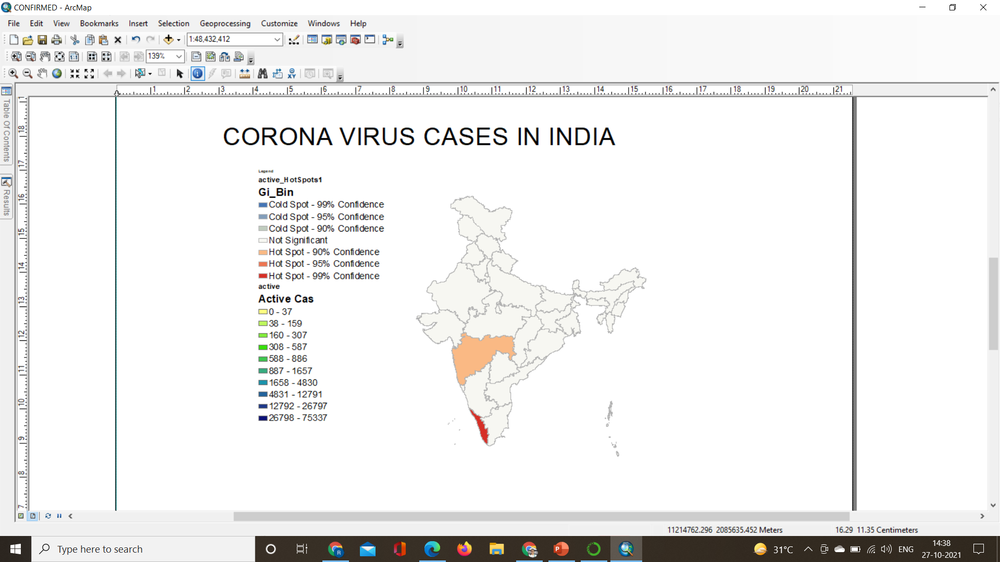 CONFIRMED - ArcMap
File Edit View Bookmarks Insert Selection Geoprocessing Customize Windows Help
1:48,432,412
139%
1 2 3 4 5 6 7 8 9 10 11 12 13 14 15 16 17 18 19 20 21
Table Of Contents
Results
18
17
16
15
14
13
12
11
10
9
8
7
CORONA VIRUS CASES IN INDIA
Legend
active_HotSpots1
Gi_Bin
Cold Spot - 99% Confidence
Cold Spot - 95% Confidence
Cold Spot - 90% Confidence
Not Significant
Hot Spot - 90% Confidence
Hot Spot - 95% Confidence
Hot Spot - 99% Confidence
active
Active Cas
0 - 37
38 - 159
160 - 307
308 - 587
588 - 886
887 - 1657
1658 - 4830
4831 - 12791
12792 - 26797
26798 - 75337
11214762.296 2085635.452 Meters 16.29 11.35 Centimeters
Type here to search
31°C ENG
14:38
27-10-2021